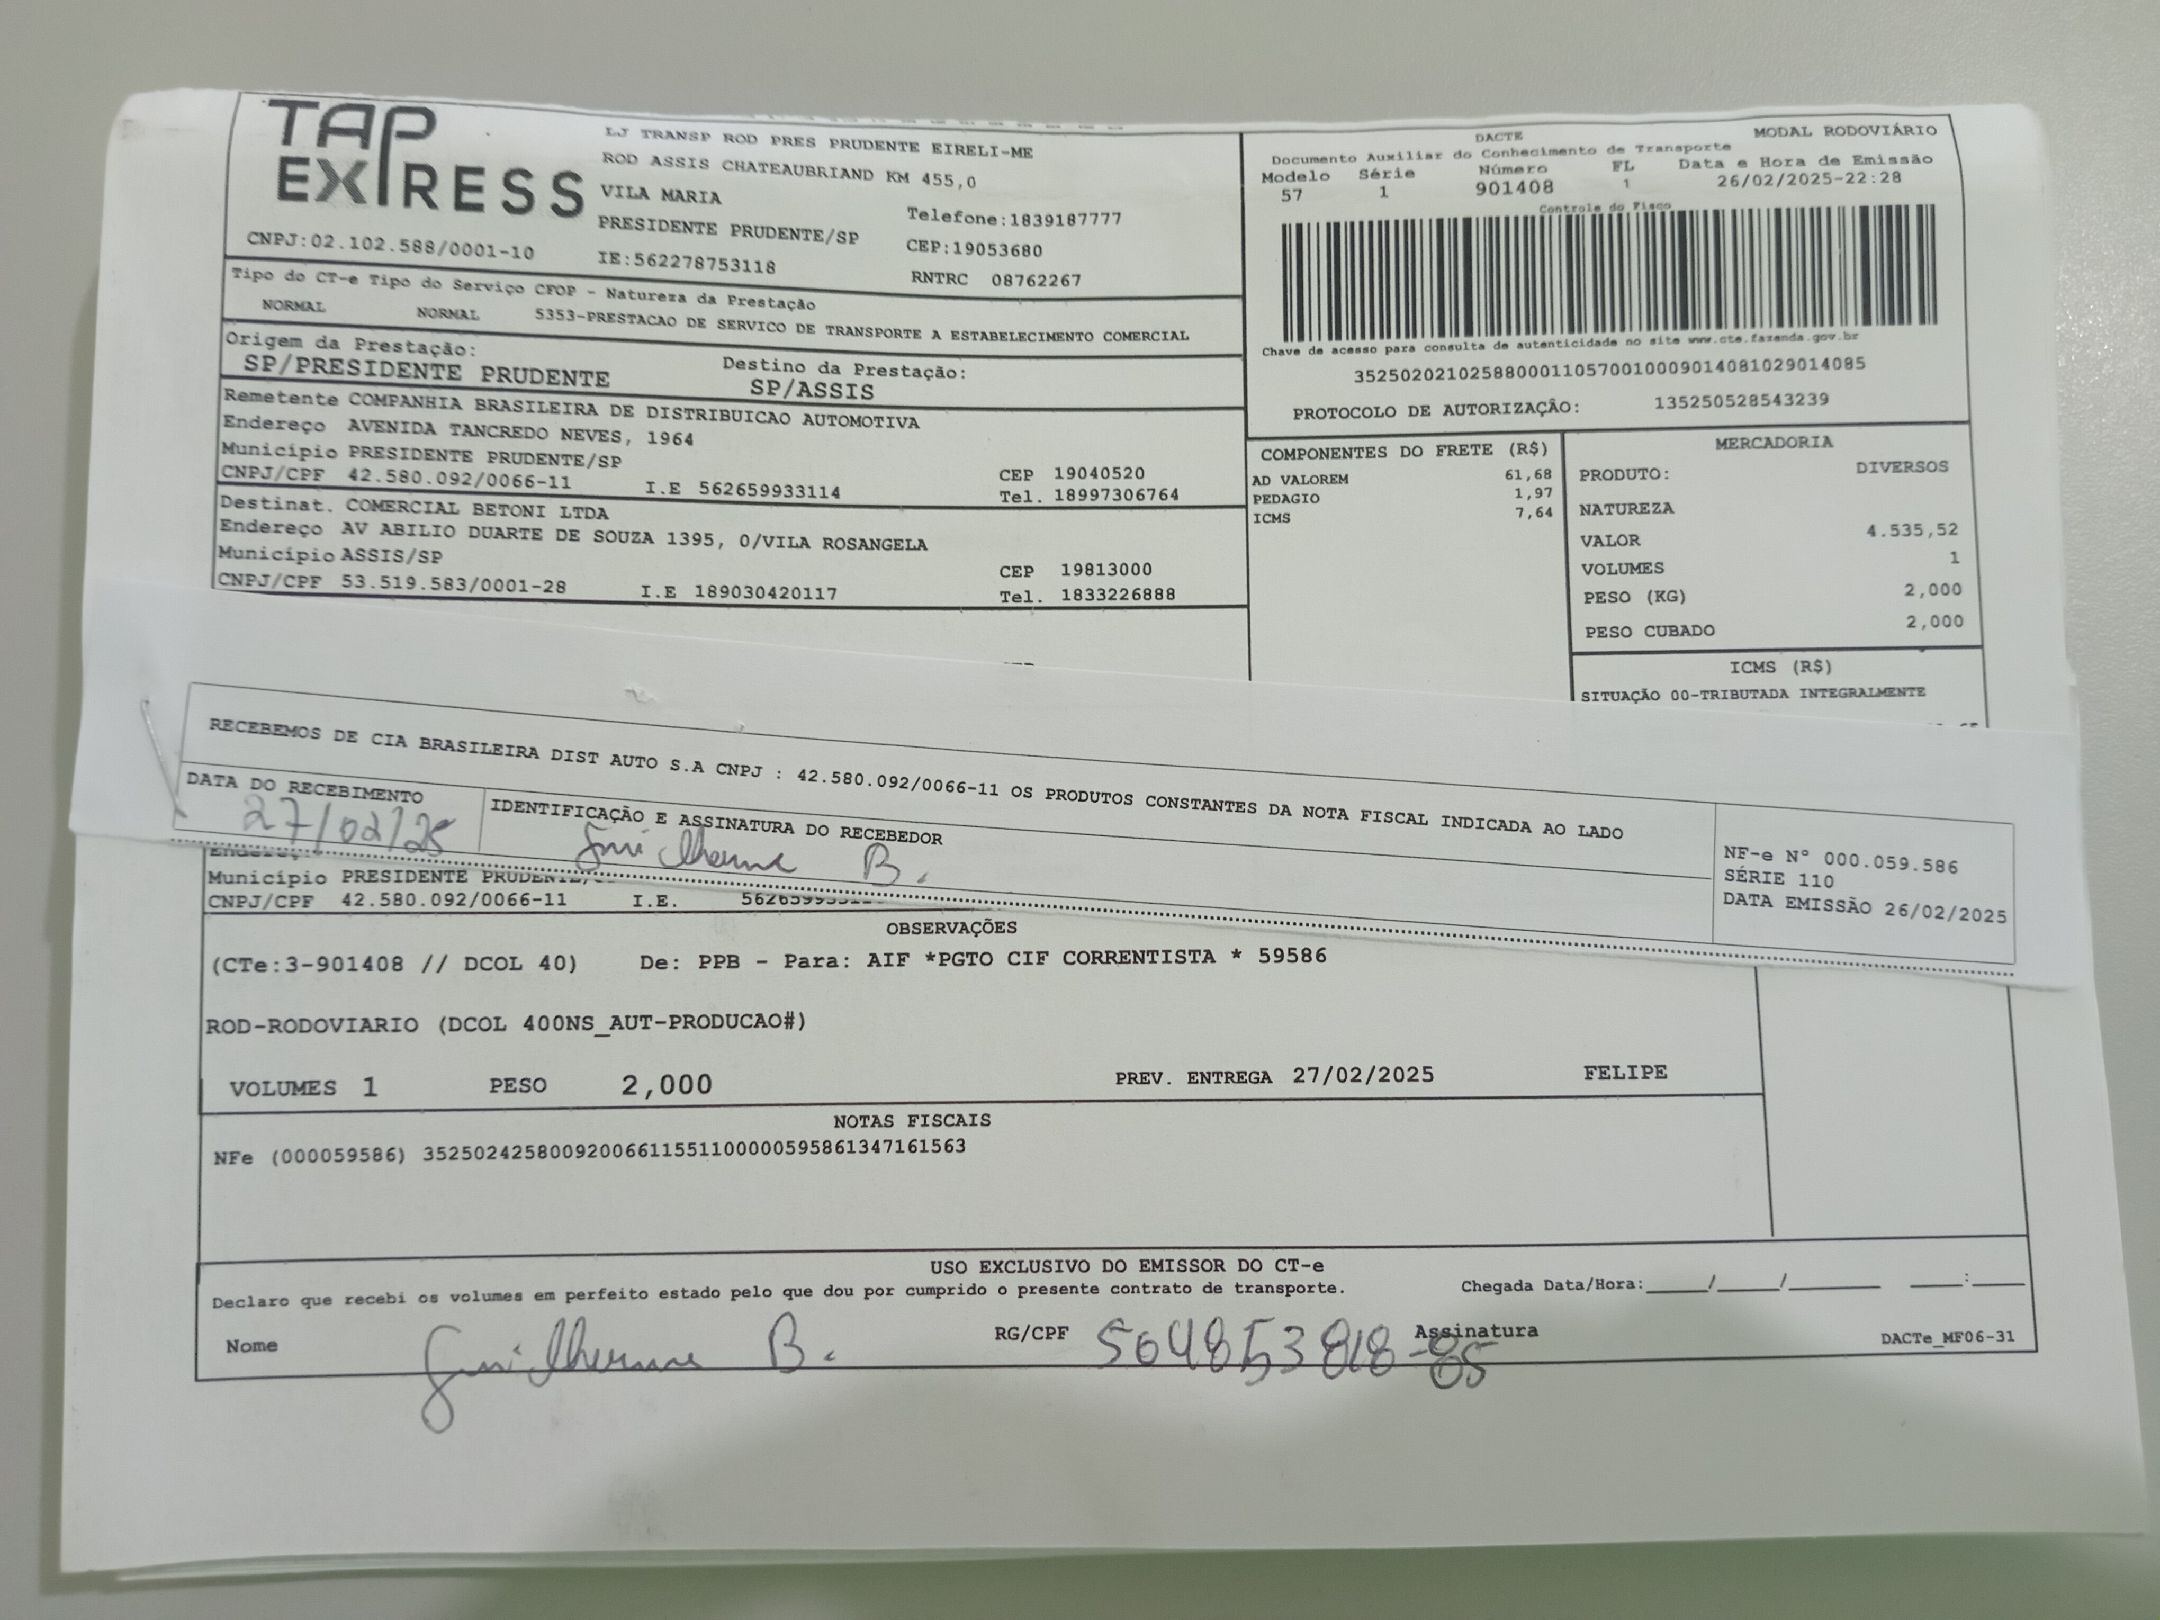 TAP EXPRESS
LJ TRANSP ROD PRES PRUDENTE EIRELI-ME
ROD ASSIS CHATEAUBRIAND KM 455,0
VILA MARIA
PRESIDENTE PRUDENTE/SP
Telefone:1839187777
CEP:19053680
CNPJ:02.102.588/0001-10
IE:562278753118
RNTRC 08762267
Tipo do CT-e Tipo do Serviço CFOP - Natureza da Prestação
NORMAL NORMAL 5353-PRESTACAO DE SERVICO DE TRANSPORTE A ESTABELECIMENTO COMERCIAL
Origem da Prestação:
SP/PRESIDENTE PRUDENTE
Destino da Prestação:
SP/ASSIS
Remetente COMPANHIA BRASILEIRA DE DISTRIBUICAO AUTOMOTIVA
Endereço AVENIDA TANCREDO NEVES, 1964
Município PRESIDENTE PRUDENTE/SP
CEP 19040520
CNPJ/CPF 42.580.092/0066-11 I.E 562659933114 Tel. 18997306764
Destinat. COMERCIAL BETONI LTDA
Endereço AV ABILIO DUARTE DE SOUZA 1395, 0/VILA ROSANGELA
Município ASSIS/SP
CEP 19813000
CNPJ/CPF 53.519.583/0001-28 I.E 189030420117 Tel. 1833226888
DACTE MODAL RODOVIÁRIO
Documento Auxiliar do Conhecimento de Transporte
Modelo Série Número FL Data e Hora de Emissão
57 1 901408 1 26/02/2025-22:28
Controle do Fisco
Chave de acesso para consulta de autenticidade no site www.cte.fazenda.gov.br
35250202102588000110570010009014081029014085
PROTOCOLO DE AUTORIZAÇÂO: 135250528543239
COMPONENTES DO FRETE (R$)
AD VALOREM 61,68
PEDAGIO 1,97
ICMS 7,64
MERCADORIA
PRODUTO: DIVERSOS
NATUREZA
VALOR 4.535,52
VOLUMES 1
PESO (KG) 2,000
PESO CUBADO 2,000
ICMS (R$)
SITUAÇÃO 00-TRIBUTADA INTEGRALMENTE
RECEBEMOS DE CIA BRASILEIRA DIST AUTO S.A CNPJ : 42.580.092/0066-11 OS PRODUTOS CONSTANTES DA NOTA FISCAL INDICADA AO LADO
DATA DO RECEBIMENTO
27/02/25
IDENTIFICAÇÃO E ASSINATURA DO RECEBEDOR
Guilherme B.
NF-e N° 000.059.586
SÉRIE 110
DATA EMISSÃO 26/02/2025
Município PRESIDENTE PRUDENTE/
CNPJ/CPF 42.580.092/0066-11 I.E.
OBSERVAÇÕES
(CTe:3-901408 // DCOL 40) De: PPB - Para: AIF *PGTO CIF CORRENTISTA * 59586
ROD-RODOVIARIO (DCOL 400NS_AUT-PRODUCAO#)
VOLUMES 1 PESO 2,000 PREV. ENTREGA 27/02/2025 FELIPE
NOTAS FISCAIS
NFe (000059586) 35250242580092006611551100000595861347161563
USO EXCLUSIVO DO EMISSOR DO CT-e
Declaro que recebi os volumes em perfeito estado pelo que dou por cumprido o presente contrato de transporte. Chegada Data/Hora:____/____/______ ____:____
Nome Guilherme B. RG/CPF 504853818-85 Assinatura
DACTe_MF06-31